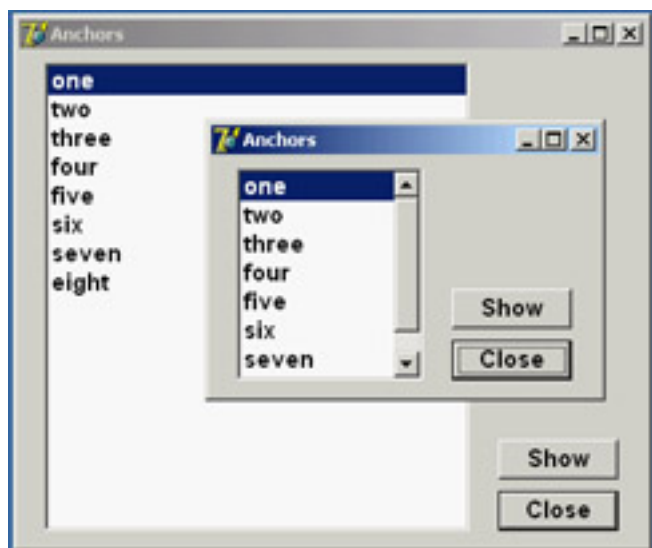 Anchors
one
two
three
four
five
six
seven
eight
Anchors
one
two
three
four
five
six
seven
Show
Close
Show
Close